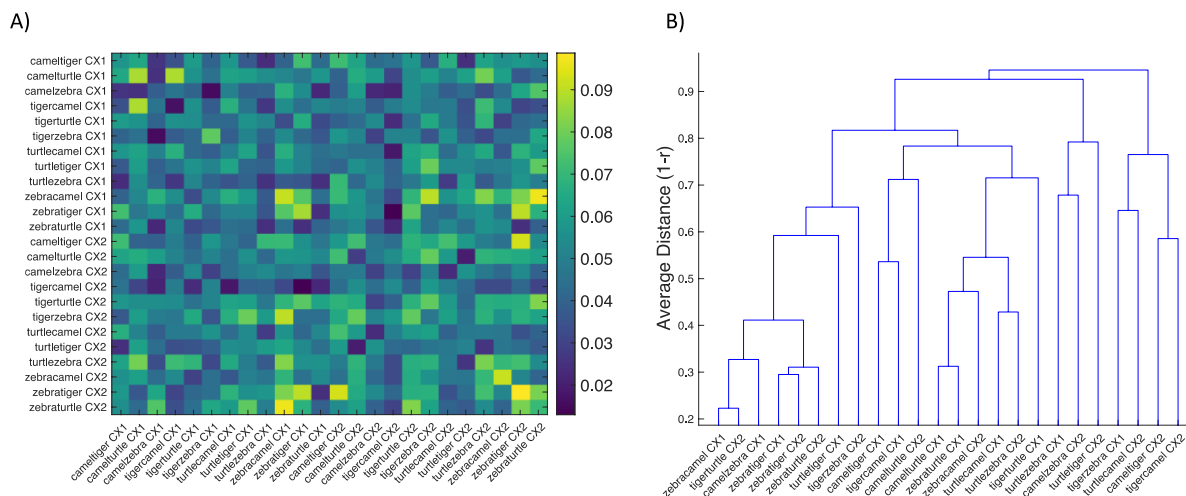 A)
B)
cameltiger CX1
camelturtle CX1
camelzebra CX1
tigercamel CX1
tigerturtle CX1
tigerzebra CX1
turtlecamel CX1
turtletiger CX1
turtlezebra CX1
zebracamel CX1
zebratiger CX1
zebraturtle CX1
cameltiger CX2
camelturtle CX2
camelzebra CX2
tigercamel CX2
tigerturtle CX2
tigerzebra CX2
turtlecamel CX2
turtletiger CX2
turtlezebra CX2
zebracamel CX2
zebratiger CX2
zebraturtle CX2
cameltiger CX1
camelturtle CX1
camelzebra CX1
tigercamel CX1
tigerturtle CX1
tigerzebra CX1
turtlecamel CX1
turtletiger CX1
turtlezebra CX1
zebracamel CX1
zebratiger CX1
zebraturtle CX1
cameltiger CX2
camelturtle CX2
camelzebra CX2
tigercamel CX2
tigerturtle CX2
tigerzebra CX2
turtlecamel CX2
turtletiger CX2
turtlezebra CX2
zebracamel CX2
zebratiger CX2
zebraturtle CX2
0.09
0.08
0.07
0.06
0.05
0.04
0.03
0.02
Average Distance (1-r)
0.9
0.8
0.7
0.6
0.5
0.4
0.3
0.2
zebracamel CX1
tigerturtle CX2
camelzebra CX1
zebratiger CX1
zebratiger CX2
zebraturtle CX2
turtletiger CX1
tigerzebra CX2
cameltiger CX1
tigercamel CX1
camelturtle CX2
camelturtle CX1
zebraturtle CX1
zebracamel CX2
turtlecamel CX1
turtlezebra CX2
tigerturtle CX1
turtlezebra CX1
camelzebra CX2
turtletiger CX2
tigerzebra CX1
turtlecamel CX2
cameltiger CX2
tigercamel CX2